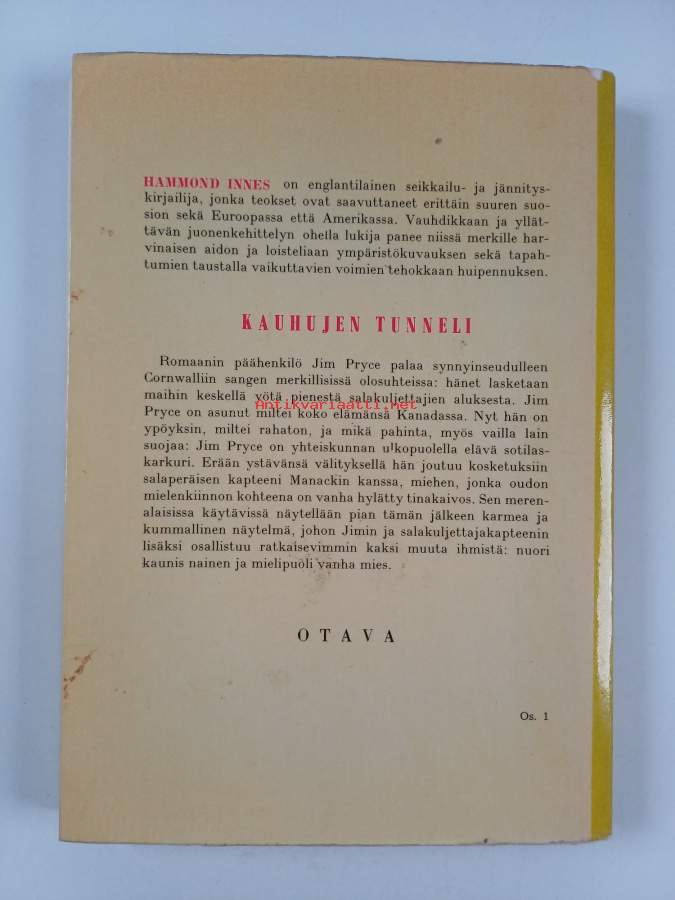 HAMMOND INNES on englantilainen seikkailu- ja jännitys-
kirjailija, jonka teokset ovat saavuttaneet erittäin suuren suo-
sion sekä Euroopassa että Amerikassa. Vauhdikkaan ja yllät-
tävän juonenkehittelyn ohella lukija panee niissä merkille har-
vinaisen aidon ja loisteliaan ympäristökuvauksen sekä tapah-
tumien taustalla vaikuttavien voimien tehokkaan huipennuksen.
KAUHUJEN TUNNELI
Romaanin päähenkilö Jim Pryce palaa synnyinseudulleen
Cornwalliin sangen merkillisissä olosuhteissa: hänet lasketaan
maihin keskellä yötä pienestä salakuljettajien aluksesta. Jim
Antikvariaatti.net
Pryce on asunut miltei koko elämänsä Kanadassa. Nyt hän on
ypöyksin, miltei rahaton, ja mikä pahinta, myös vailla lain
suojaa: Jim Pryce on yhteiskunnan ulkopuolella elävä sotilas-
karkuri. Erään ystävänsä välityksellä hän joutuu kosketuksiin
salaperäisen kapteeni Manackin kanssa, miehen, jonka oudon
mielenkiinnon kohteena on vanha hylätty tinakaivos. Sen meren-
alaisissa käytävissä näytellään pian tämän jälkeen karmea ja
kummallinen näytelmä, johon Jimin ja salakuljettajakapteenin
lisäksi osallistuu ratkaisevimmin kaksi muuta ihmistä: nuori
kaunis nainen ja mielipuoli vanha mies.
OTAVA
Os. 1